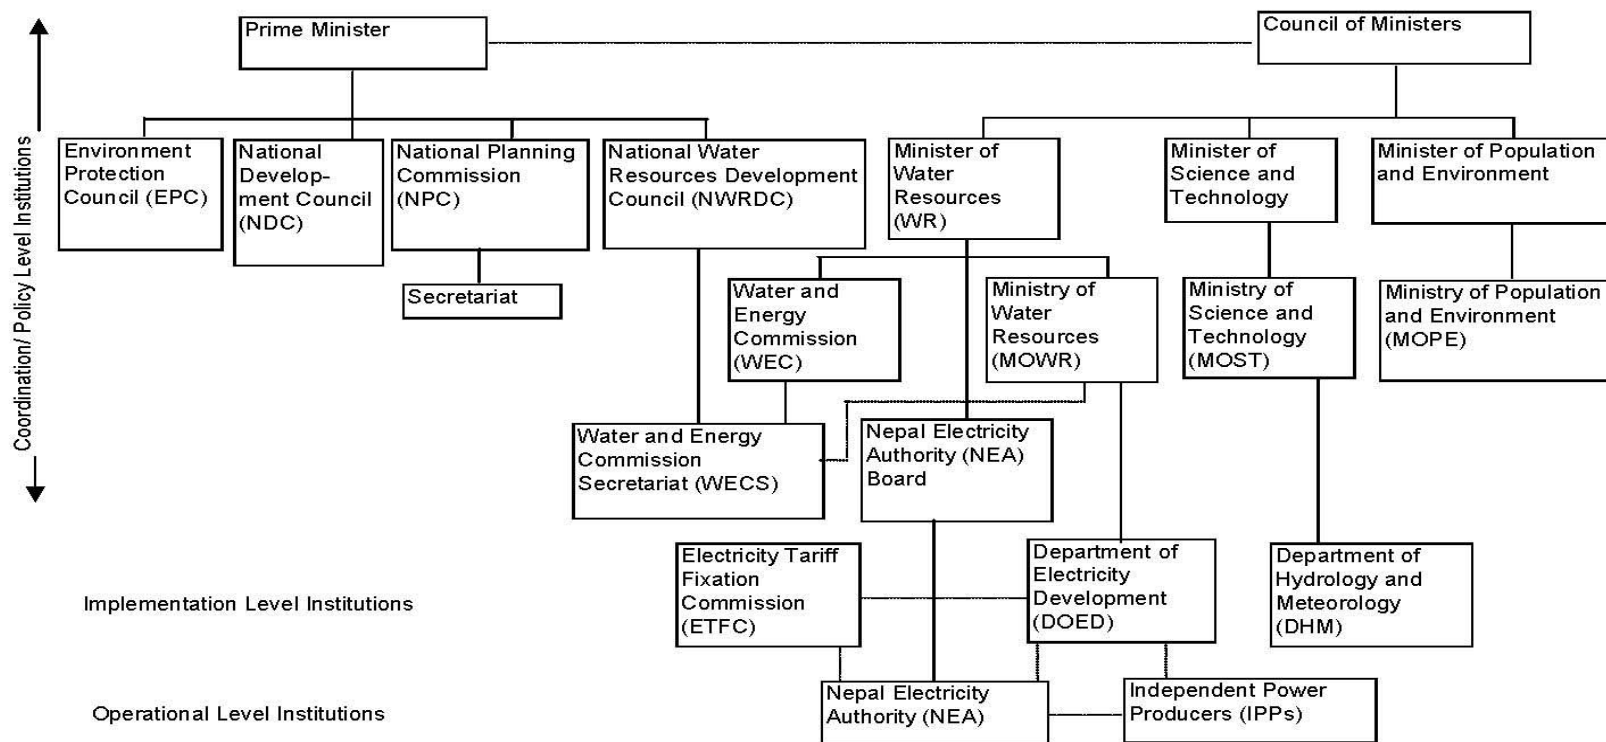 Prime Minister
Council of Ministers
Coordination/ Policy Level Institutions
Environment
Protection
Council (EPC)
National
Develop-
ment Council
(NDC)
National Planning
Commission
(NPC)
National Water
Resources Development
Council (NWRDC)
Minister of
Water
Resources
(WR)
Minister of
Science and
Technology
Minister of Population
and Environment
Secretariat
Water and
Energy
Commission
(WEC)
Ministry of
Water
Resources
(MOWR)
Ministry of
Science and
Technology
(MOST)
Ministry of Population
and Environment
(MOPE)
Water and Energy
Commission
Secretariat (WECS)
Nepal Electricity
Authority (NEA)
Board
Implementation Level Institutions
Electricity Tariff
Fixation
Commission
(ETFC)
Department of
Electricity
Development
(DOED)
Department of
Hydrology and
Meteorology
(DHM)
Operational Level Institutions
Nepal Electricity
Authority (NEA)
Independent Power
Producers (IPPs)